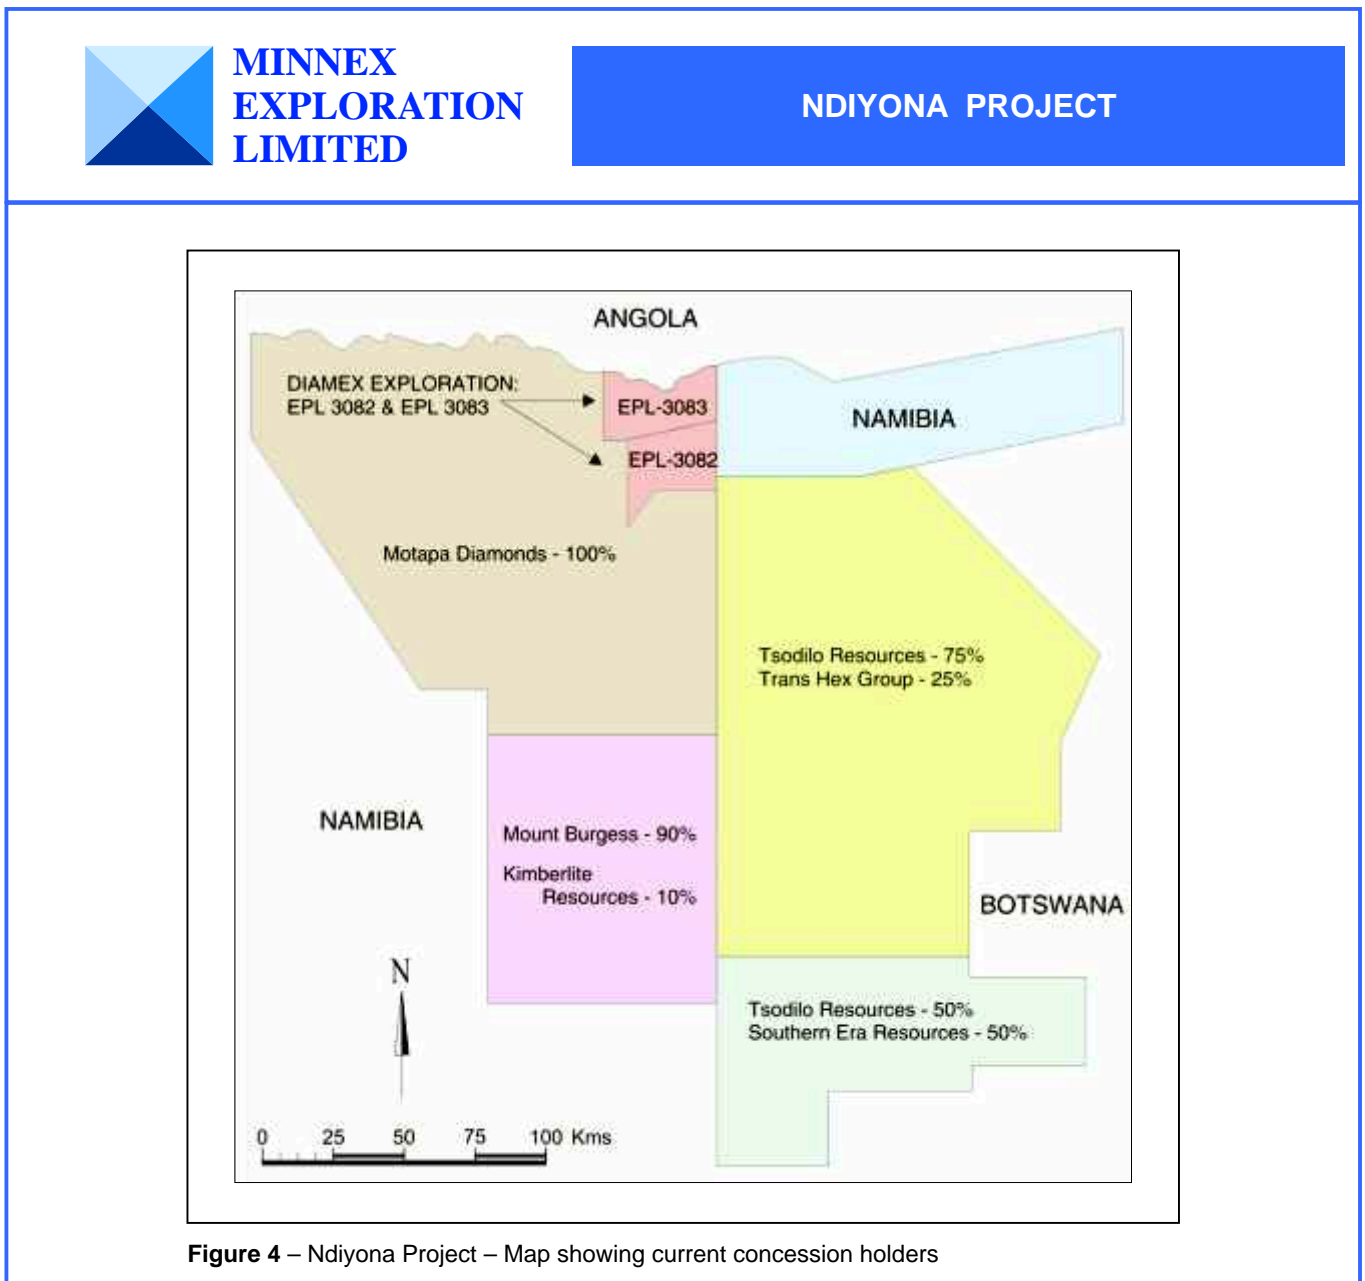 MINNEX
EXPLORATION
LIMITED
NDIYONA PROJECT
ANGOLA
DIAMEX EXPLORATION:
EPL 3082 & EPL 3083
EPL-3083
NAMIBIA
EPL-3082
Motapa Diamonds - 100%
Tsodilo Resources - 75%
Trans Hex Group - 25%
NAMIBIA
Mount Burgess - 90%
Kimberlite
Resources - 10%
BOTSWANA
N
Tsodilo Resources - 50%
Southern Era Resources - 50%
0 25 50 75 100 Kms
Figure 4 – Ndiyona Project – Map showing current concession holders